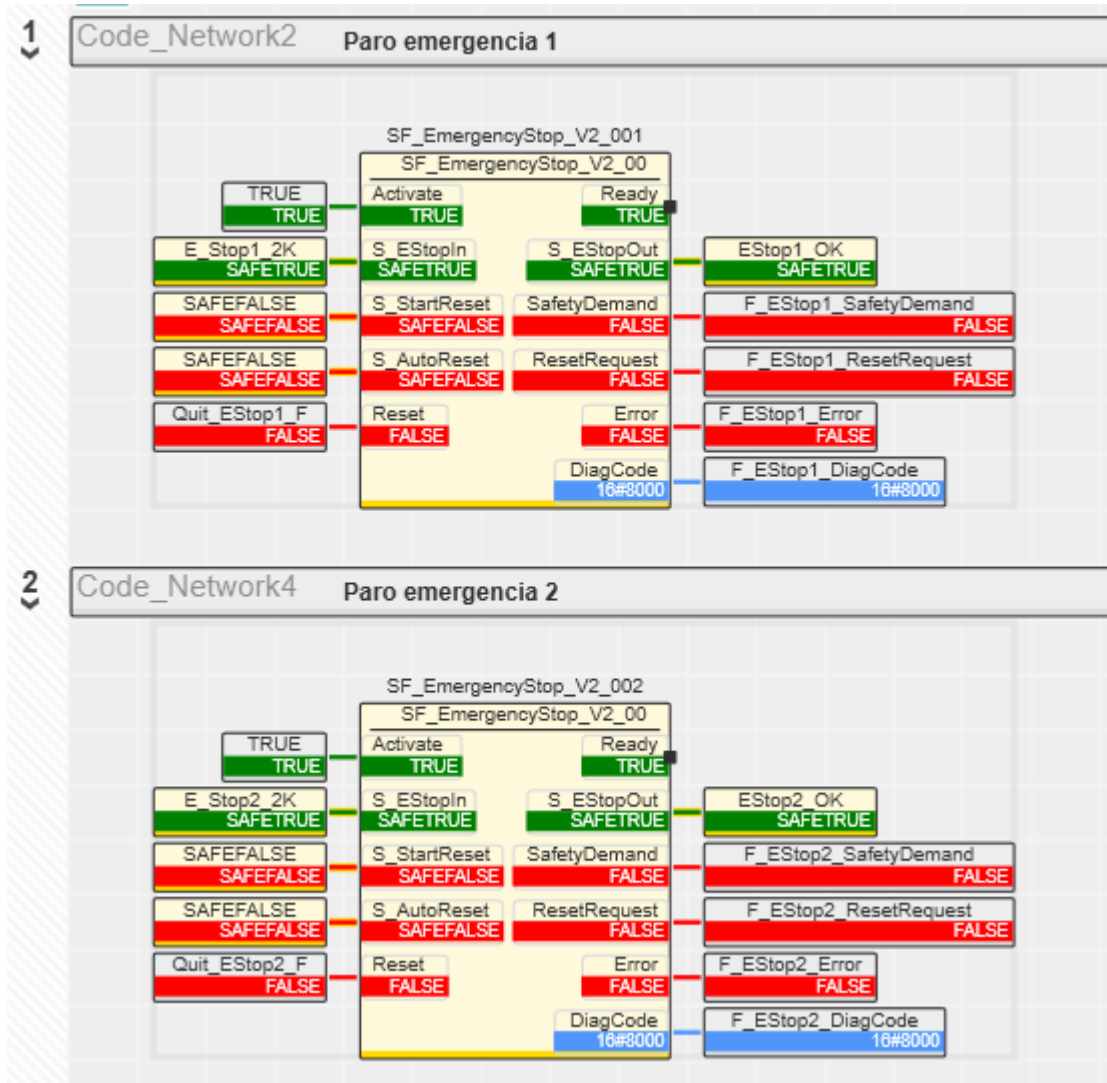 1 Code_Network2 Paro emergencia 1
SF_EmergencyStop_V2_001
SF_EmergencyStop_V2_00
TRUE Activate Ready
TRUE TRUE TRUE
E_Stop1_2K S_EStopIn S_EStopOut EStop1_OK
SAFETRUE SAFETRUE SAFETRUE SAFETRUE
SAFEFALSE S_StartReset SafetyDemand F_EStop1_SafetyDemand
SAFEFALSE SAFEFALSE FALSE FALSE
SAFEFALSE S_AutoReset ResetRequest F_EStop1_ResetRequest
SAFEFALSE SAFEFALSE FALSE FALSE
Quit_EStop1_F Reset Error F_EStop1_Error
FALSE FALSE FALSE FALSE
DiagCode F_EStop1_DiagCode
16#8000 16#8000
2 Code_Network4 Paro emergencia 2
SF_EmergencyStop_V2_002
SF_EmergencyStop_V2_00
TRUE Activate Ready
TRUE TRUE TRUE
E_Stop2_2K S_EStopIn S_EStopOut EStop2_OK
SAFETRUE SAFETRUE SAFETRUE SAFETRUE
SAFEFALSE S_StartReset SafetyDemand F_EStop2_SafetyDemand
SAFEFALSE SAFEFALSE FALSE FALSE
SAFEFALSE S_AutoReset ResetRequest F_EStop2_ResetRequest
SAFEFALSE SAFEFALSE FALSE FALSE
Quit_EStop2_F Reset Error F_EStop2_Error
FALSE FALSE FALSE FALSE
DiagCode F_EStop2_DiagCode
16#8000 16#8000